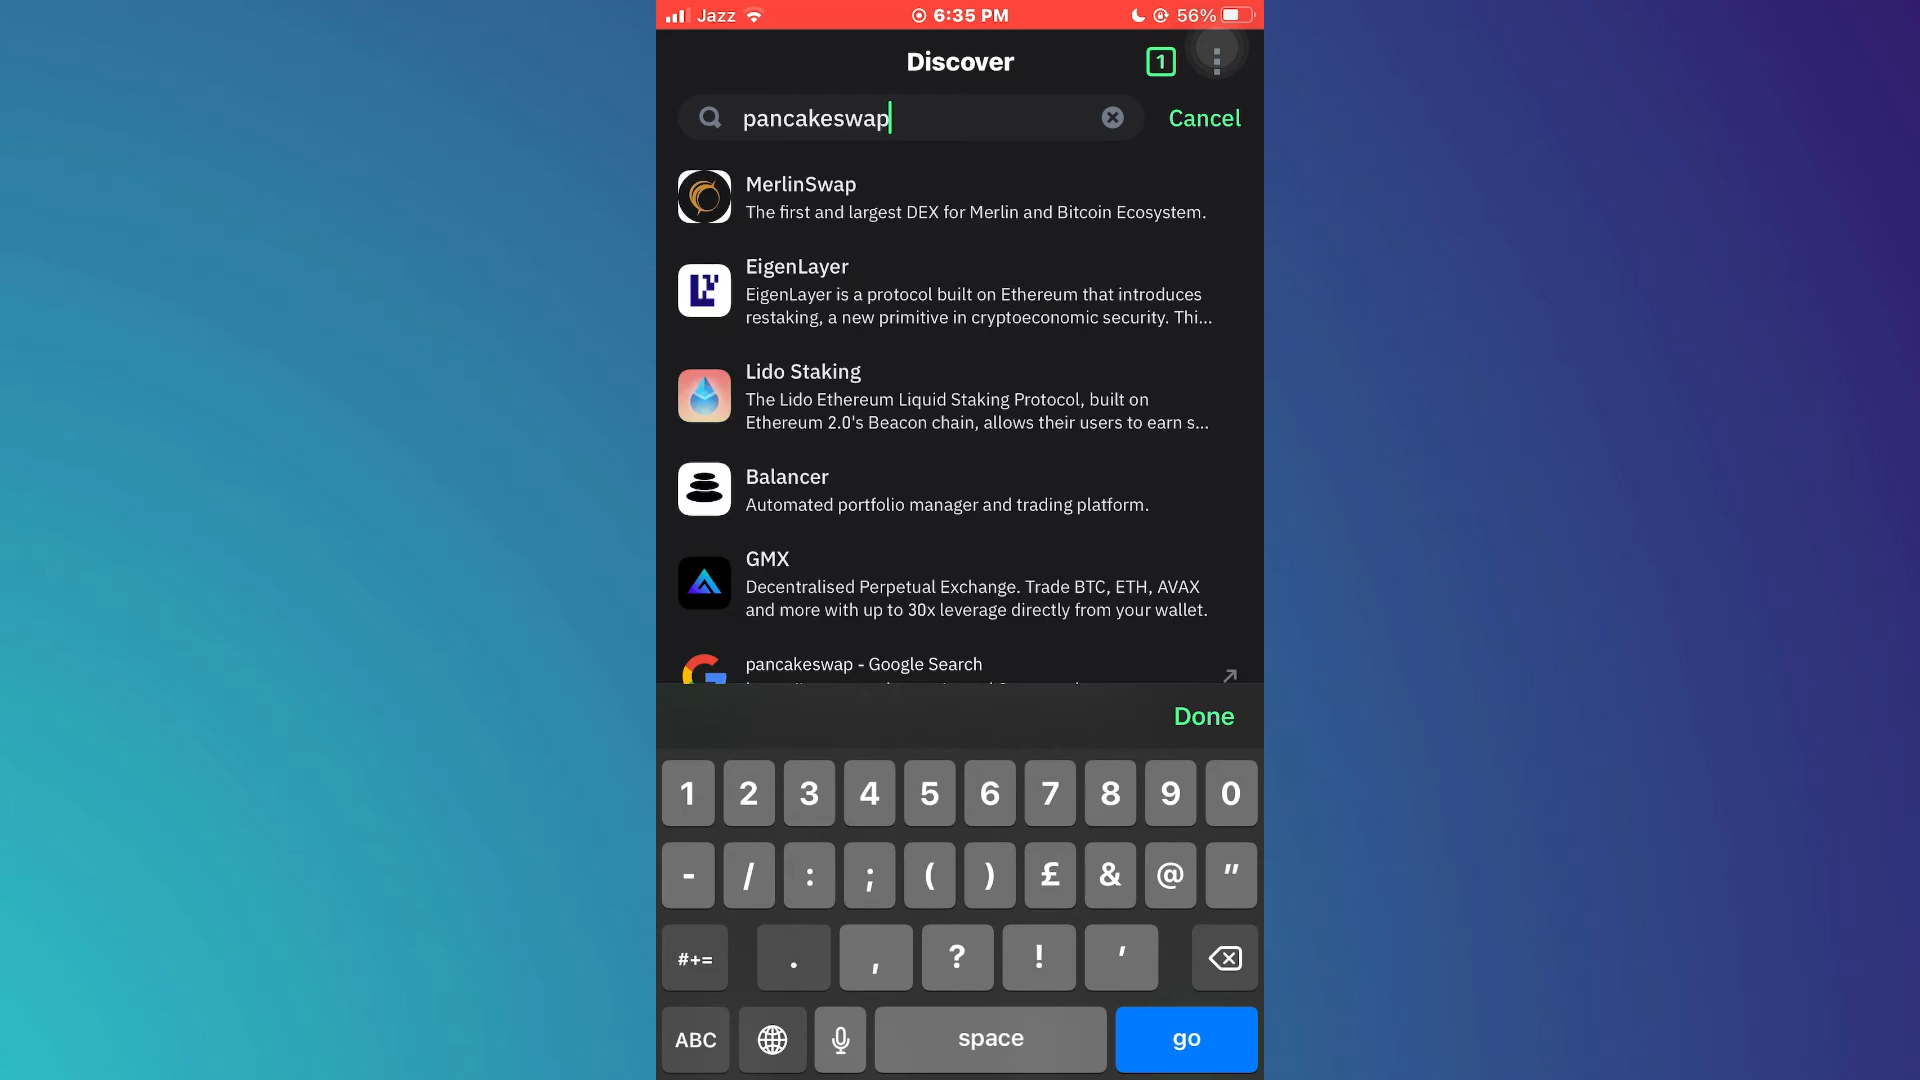 Jazz
6:35 PM
56%
Discover
1
pancakeswap
Cancel
MerlinSwap
The first and largest DEX for Merlin and Bitcoin Ecosystem.
EigenLayer
EigenLayer is a protocol built on Ethereum that introduces
restaking, a new primitive in cryptoeconomic security. Thi...
Lido Staking
The Lido Ethereum Liquid Staking Protocol, built on
Ethereum 2.0's Beacon chain, allows their users to earn s...
Balancer
Automated portfolio manager and trading platform.
GMX
Decentralised Perpetual Exchange. Trade BTC, ETH, AVAX
and more with up to 30x leverage directly from your wallet.
pancakeswap - Google Search
Done
1 2 3 4 5 6 7 8 9 0
- / : ; ( ) £ & @ "
#+= . , ? ! '
ABC space go